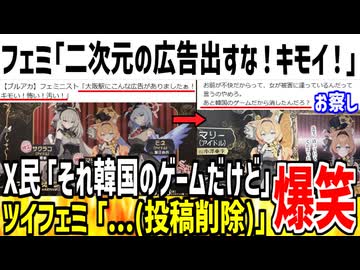 フェミ「二次元の広告出すな！キモイ！」
【ブルアカ】フェミニスト「大阪駅にこんな広告がありましたぁ！
キモい！怖い！汚い！」
お前が不快だからって、女が被害に遭っているんだって
言うのやめろ。
あと韓国のゲームだから消したんだろ！
お察し
サクラコ
（アイドル）
ミネ
マリー
（アイドル）
X民「それ韓国のゲームだけど」
ツイフェミ「...(投稿削除)」
爆笑